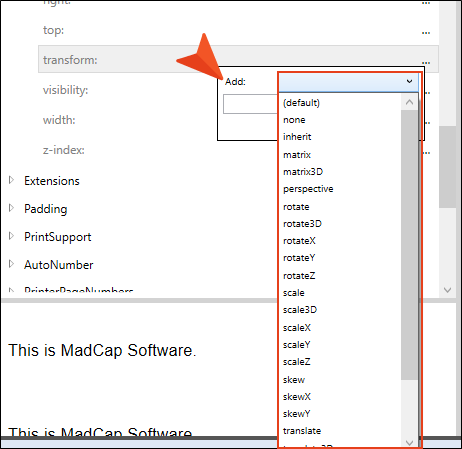 right: ...
top: ...
transform: ...
Add:
visibility:
width: ...
z-index: ...
Extensions
Padding
PrintSupport
AutoNumber
PrinterPageNumbers
(default)
none
inherit
matrix
matrix3D
perspective
rotate
rotate3D
rotateX
rotateY
rotateZ
scale
scale3D
scaleX
scaleY
scaleZ
skew
skewX
skewY
translate
translate3D
This is MadCap Software.
This is MadCap Software.